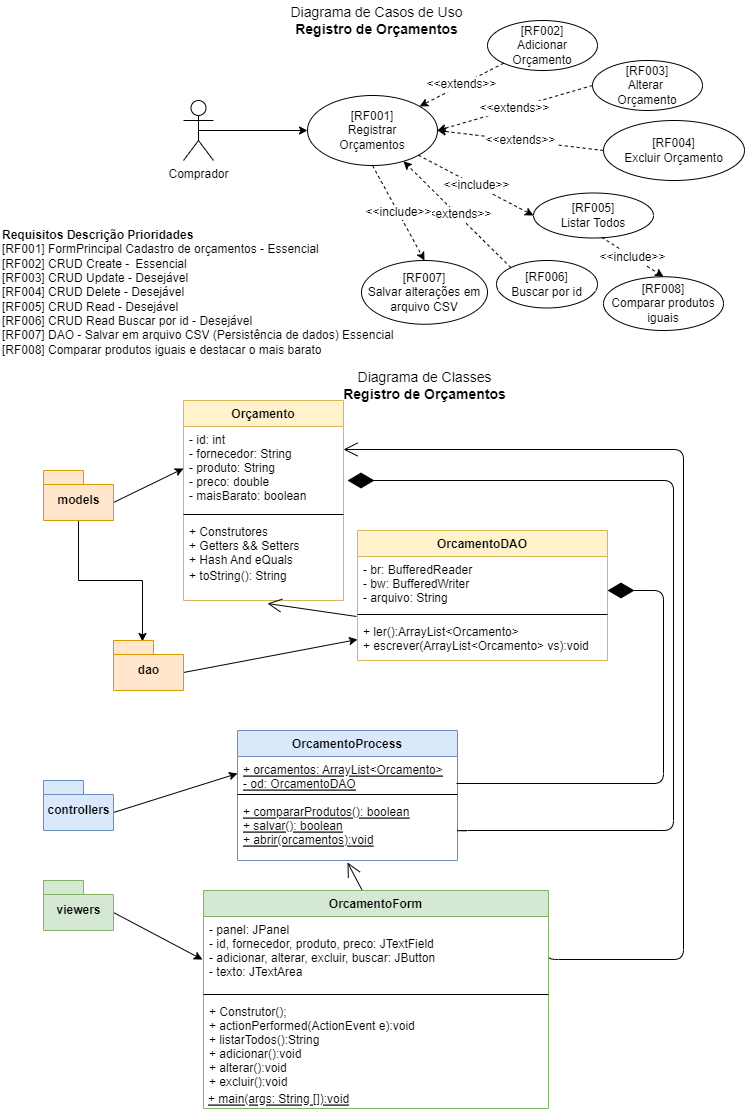 Diagrama de Casos de Uso
Registro de Orçamentos
[RF002]
Adicionar
Orçamento
<<extends>>
[RF003]
Alterar
Orçamento
<<extends>>
[RF001]
Registrar
Orçamentos
<<extends>>
[RF004]
Excluir Orçamento
Comprador
<<include>>
<<include>>
<<extends>>
[RF005]
Listar Todos
<<include>>
[RF007]
Salvar alterações em
arquivo CSV
[RF006]
Buscar por id
[RF008]
Comparar produtos
iguais
Requisitos Descrição Prioridades
[RF001] FormPrincipal Cadastro de orçamentos - Essencial
[RF002] CRUD Create - Essencial
[RF003] CRUD Update - Desejável
[RF004] CRUD Delete - Desejável
[RF005] CRUD Read - Desejável
[RF006] CRUD Read Buscar por id - Desejável
[RF007] DAO - Salvar em arquivo CSV (Persistência de dados) Essencial
[RF008] Comparar produtos iguais e destacar o mais barato
Diagrama de Classes
Registro de Orçamentos
Orçamento
- id: int
- fornecedor: String
- produto: String
- preco: double
- maisBarato: boolean
+ Construtores
+ Getters && Setters
+ Hash And eQuals
+ toString(): String
models
OrcamentoDAO
- br: BufferedReader
- bw: BufferedWriter
- arquivo: String
+ ler():ArrayList<Orcamento>
+ escrever(ArrayList<Orcamento> vs):void
dao
OrcamentoProcess
+ orcamentos: ArrayList<Orcamento>
- od: OrcamentoDAO
+ compararProdutos(): boolean
+ salvar(): boolean
+ abrir(orcamentos):void
controllers
viewers
OrcamentoForm
- panel: JPanel
- id, fornecedor, produto, preco: JTextField
- adicionar, alterar, excluir, buscar: JButton
- texto: JTextArea
+ Construtor();
+ actionPerformed(ActionEvent e):void
+ listarTodos():String
+ adicionar():void
+ alterar():void
+ excluir():void
+ main(args: String []):void